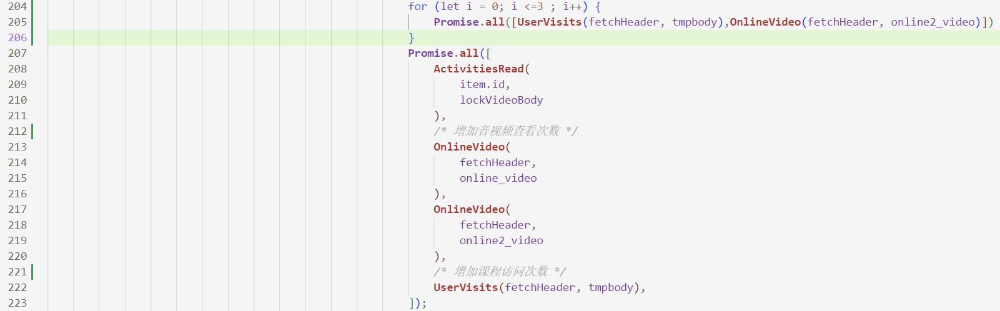 204 for (let i = 0; i <=3 ; i++) {
205 Promise.all([UserVisits(fetchHeader, tmpbody),OnlineVideo(fetchHeader, online2_video)])
206 }
207 Promise.all([
208 ActivitiesRead(
209 item.id,
210 lockVideoBody
211 ),
212 /* 增加音视频查看次数 */
213 OnlineVideo(
214 fetchHeader,
215 online_video
216 ),
217 OnlineVideo(
218 fetchHeader,
219 online2_video
220 ),
221 /* 增加课程访问次数 */
222 UserVisits(fetchHeader, tmpbody),
223 ]);